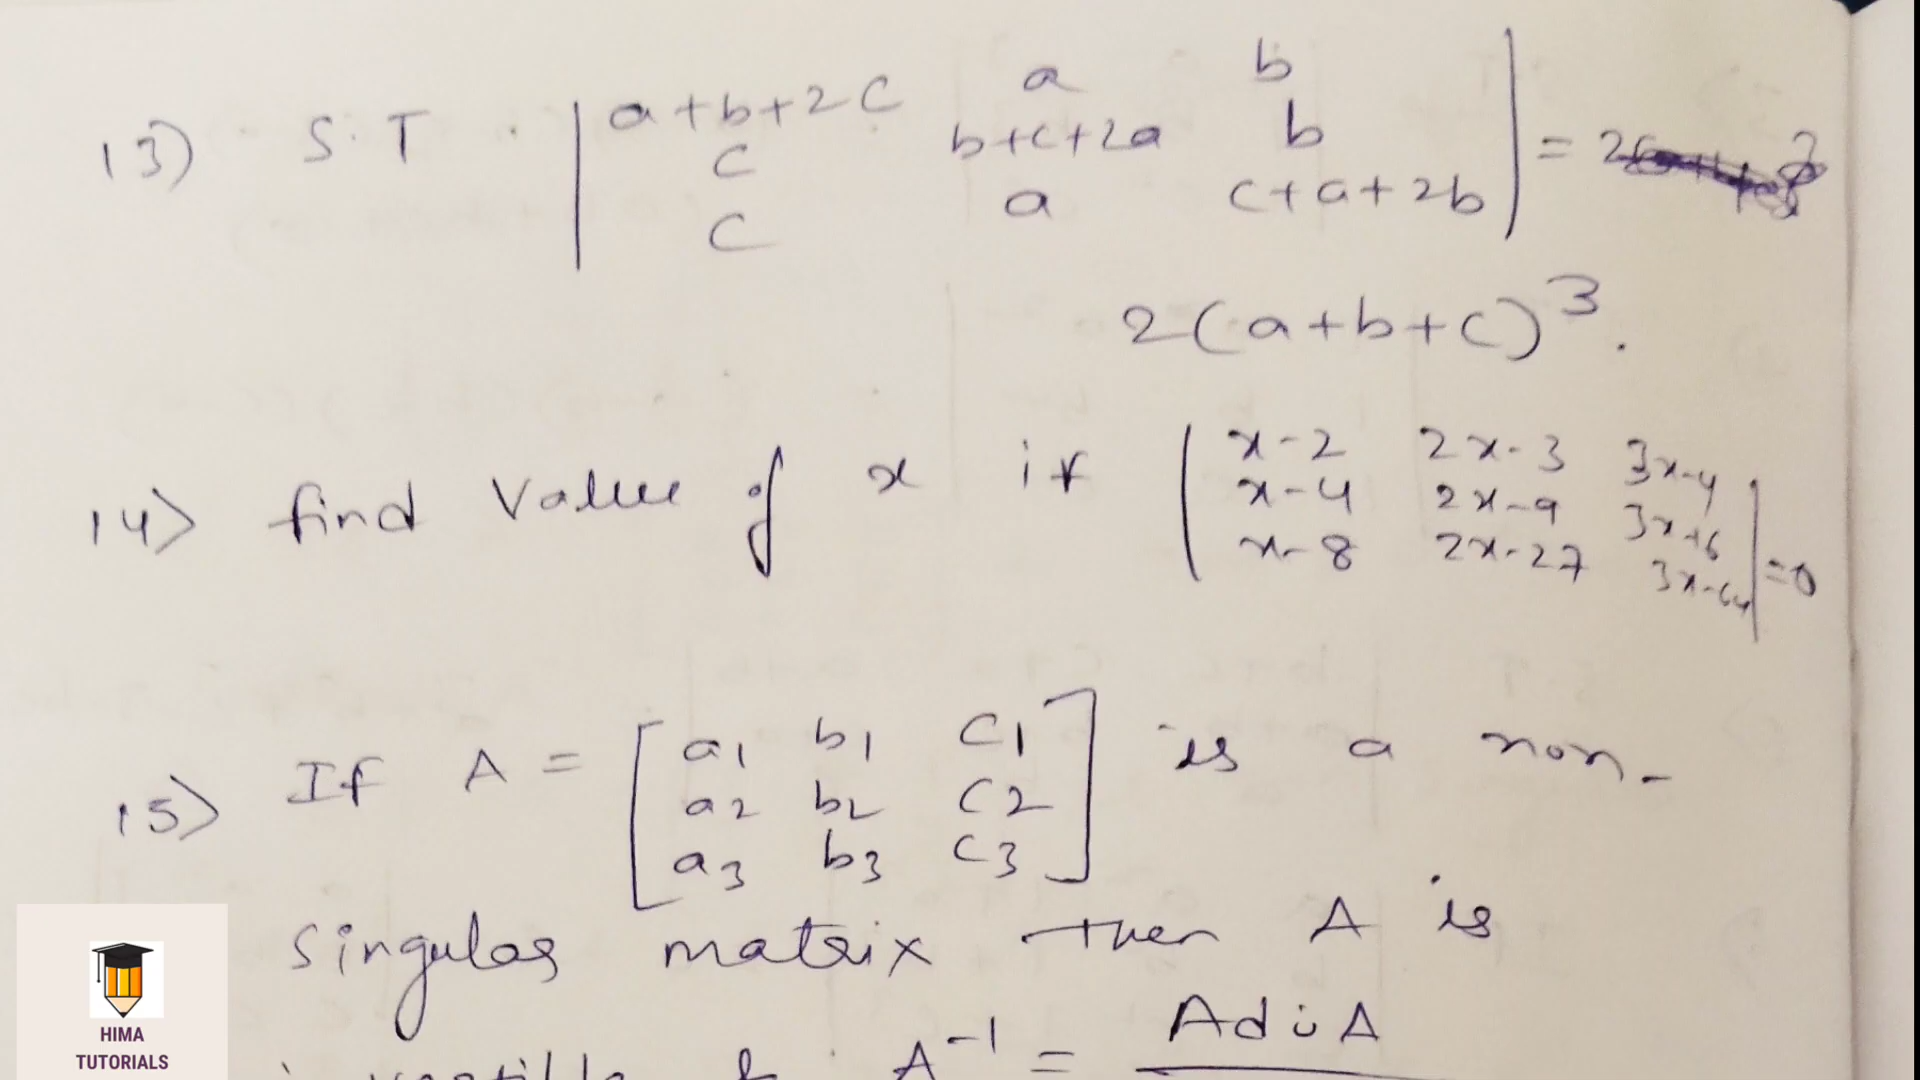 13) S.T | a+b+2c a b |
| c b+c+2a b | =
| c a c+a+2b |
2(a+b+c)³.
14) find value of x if | x-2 2x-3 3x-4 |
| x-4 2x-9 3x+6 |
| x-8 2x-27 3x-64 | =0
15) If A = [ a1 b1 c1 ] is a non-
[ a2 b2 c2 ]
[ a3 b3 c3 ]
singular matrix then A is
A⁻¹ = Adj A
HIMA
TUTORIALS